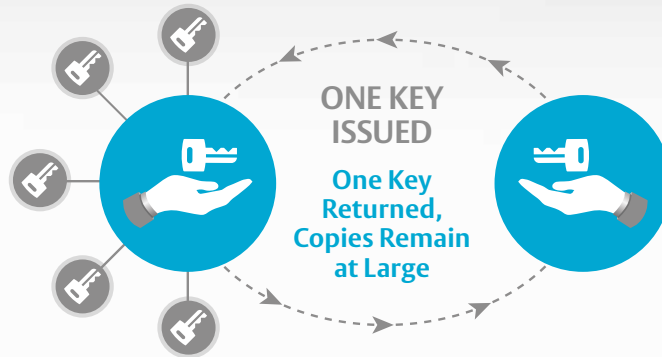 ONE KEY
ISSUED
One Key
Returned,
Copies Remain
at Large